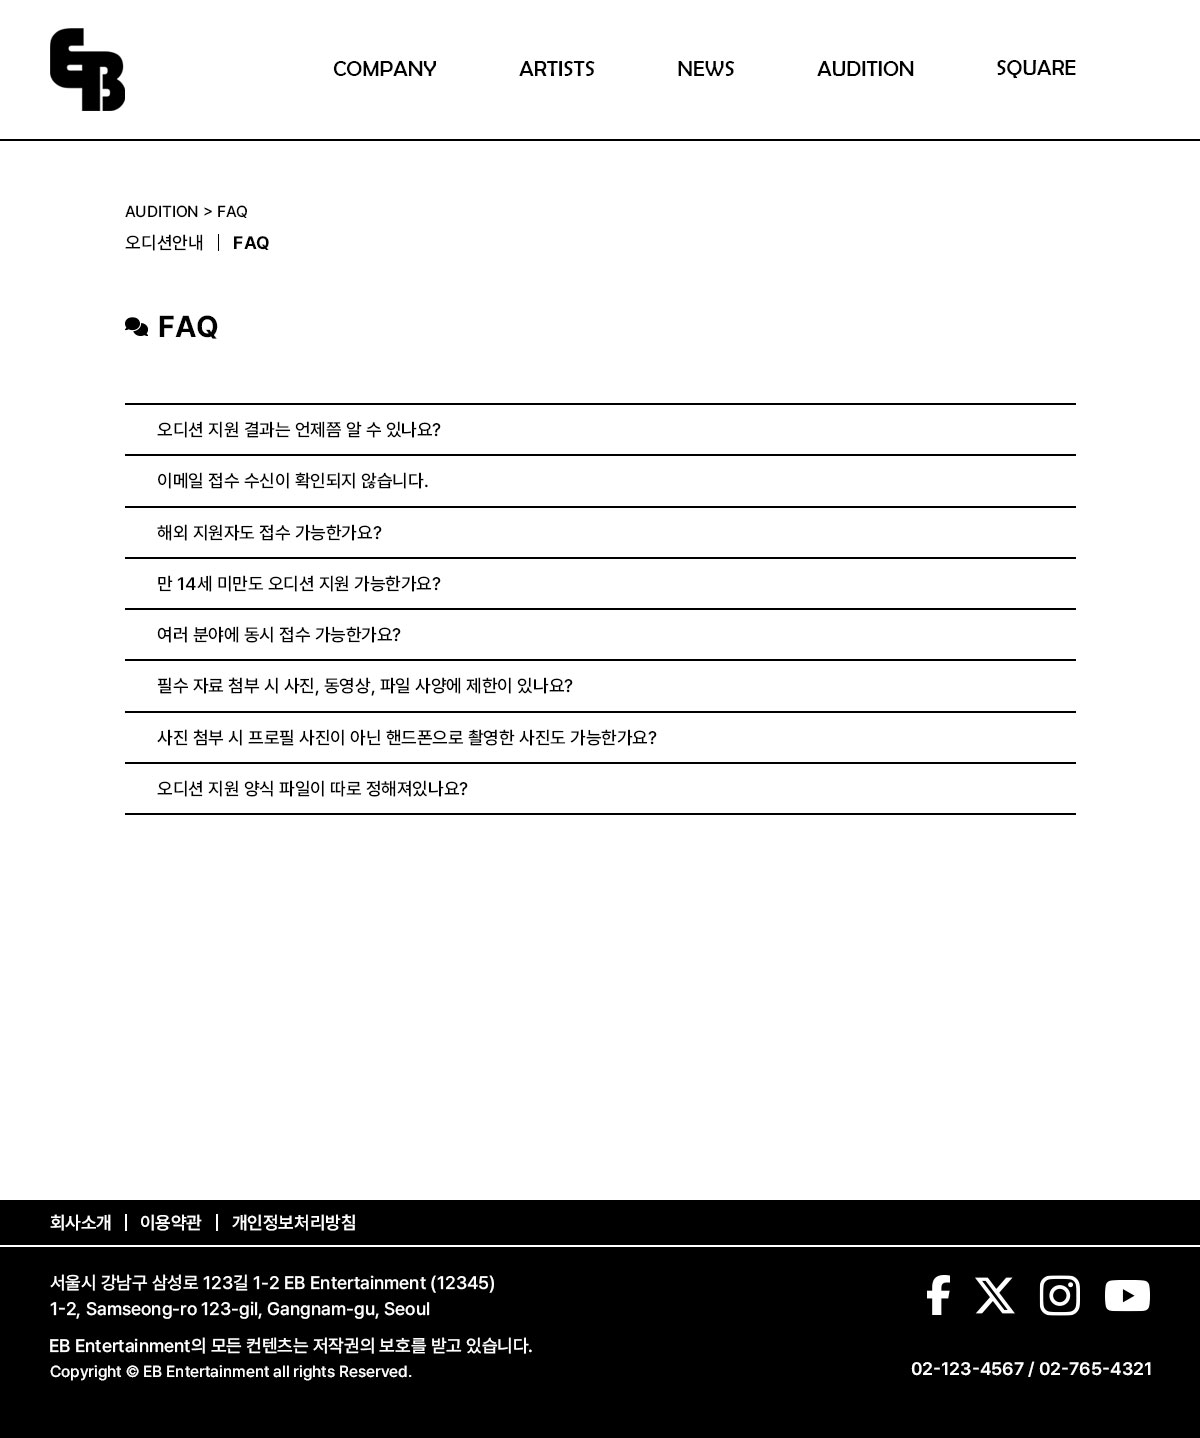 EB
COMPANY ARTISTS NEWS AUDITION SQUARE
AUDITION > FAQ
오디션안내 | FAQ
FAQ
오디션 지원 결과는 언제쯤 알 수 있나요?
이메일 접수 수신이 확인되지 않습니다.
해외 지원자도 접수 가능한가요?
만 14세 미만도 오디션 지원 가능한가요?
여러 분야에 동시 접수 가능한가요?
필수 자료 첨부 시 사진, 동영상, 파일 사양에 제한이 있나요?
사진 첨부 시 프로필 사진이 아닌 핸드폰으로 촬영한 사진도 가능한가요?
오디션 지원 양식 파일이 따로 정해져있나요?
회사소개 | 이용약관 | 개인정보처리방침
서울시 강남구 삼성로 123길 1-2 EB Entertainment (12345)
1-2, Samseong-ro 123-gil, Gangnam-gu, Seoul
EB Entertainment의 모든 컨텐츠는 저작권의 보호를 받고 있습니다.
Copyright © EB Entertainment all rights Reserved.
02-123-4567 / 02-765-4321